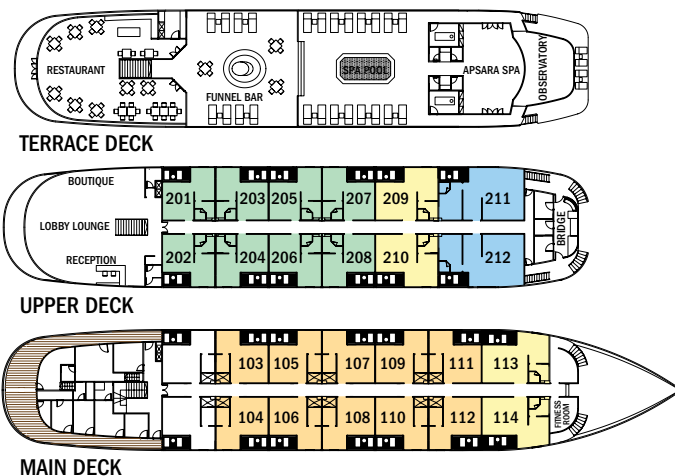 RESTAURANT
FUNNEL BAR
SPA POOL
APSARA SPA
OBSERVATORY
TERRACE DECK
BOUTIQUE
LOBBY LOUNGE
RECEPTION
201 203 205 207 209 211
202 204 206 208 210 212
BRIDGE
UPPER DECK
103 105 107 109 111 113
104 106 108 110 112 114
FITNESS
ROOM
MAIN DECK